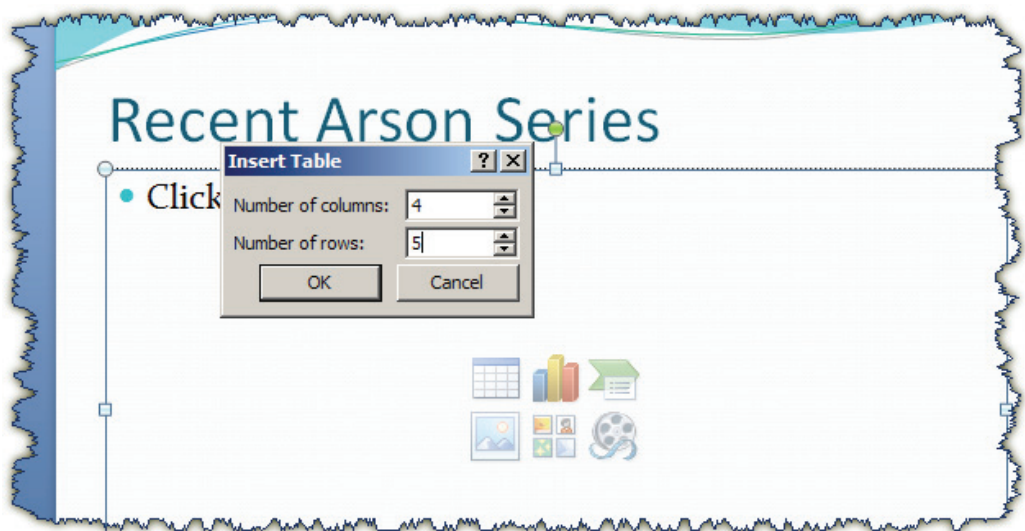 Recent Arson Series
Insert Table
? X
• Click
Number of columns: 4
Number of rows: 5
OK Cancel